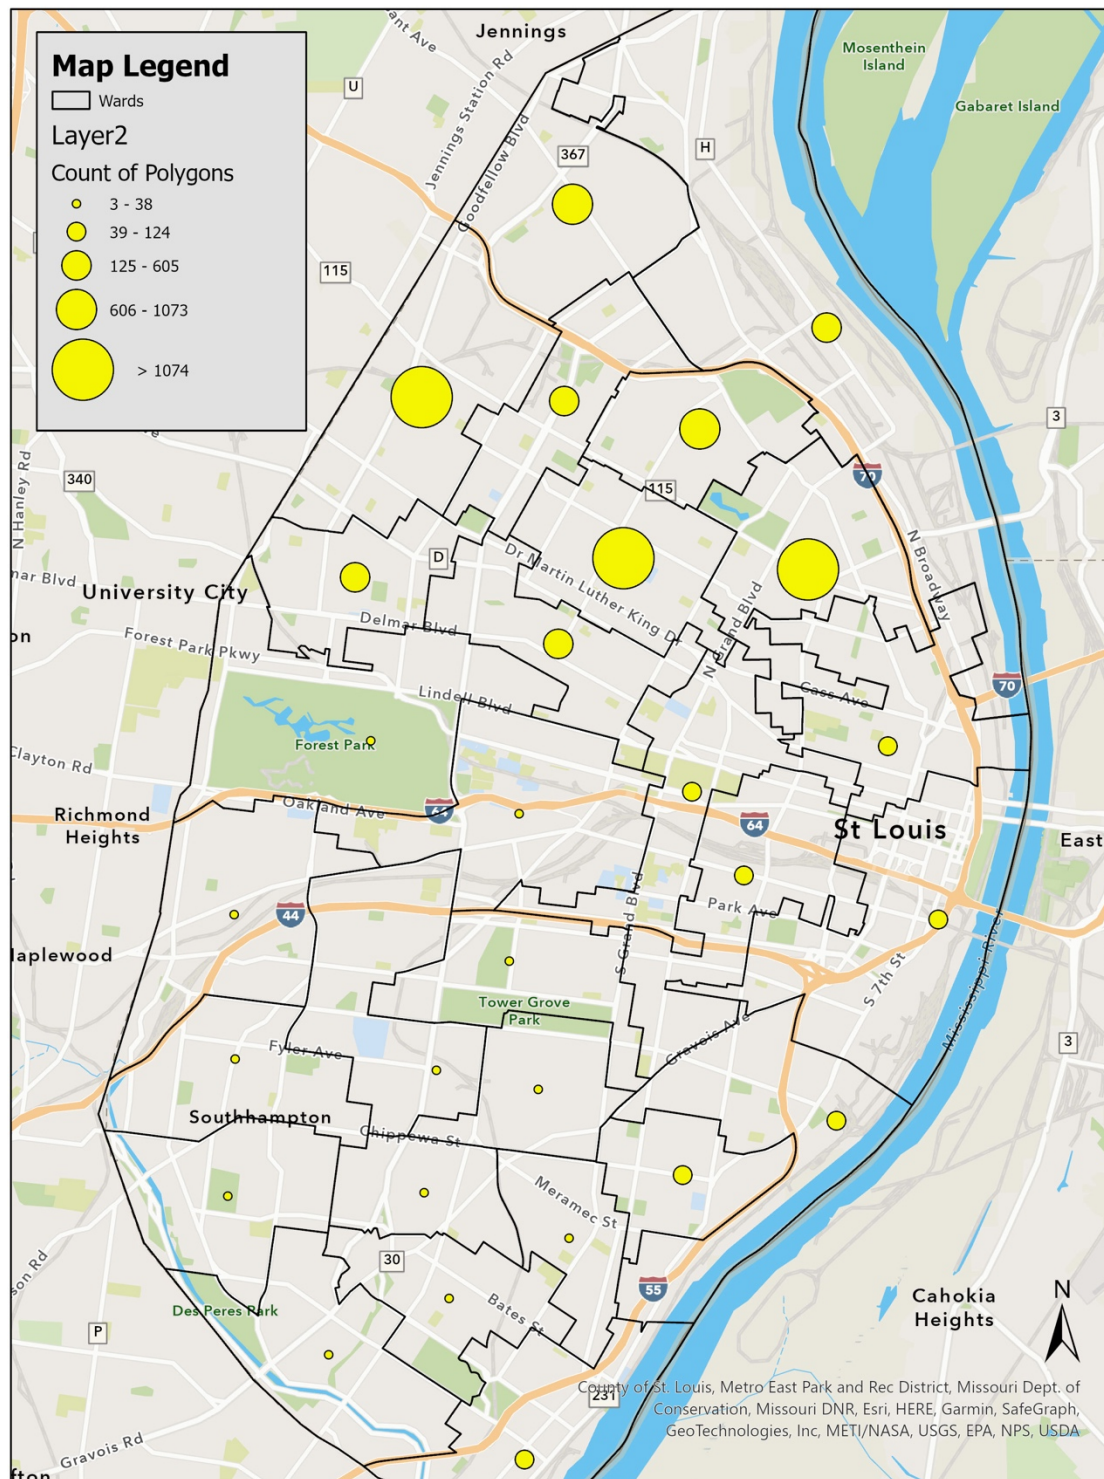 Map Legend
Wards
Layer2
Count of Polygons
3 - 38
39 - 124
125 - 605
606 - 1073
> 1074
Jennings
Jennings Station Rd
Goodfellow Blvd
U
H
367
115
Mosenthein
Island
Gabaret Island
3
340
N Hanley Rd
115
70
N Broadway
D
Dr Martin Luther King Dr
University City
Delmar Blvd
Forest Park Pkwy
N Grand Blvd
Lindell Blvd
Cass Ave
70
Forest Park
Clayton Rd
Richmond
Heights
Oakland Ave
64
64
St Louis
East
44
S Grand Blvd
Park Ave
S 7th St
Mississippi River
Tower Grove
Park
Gravois Ave
Fyler Ave
3
Southhampton
Chippewa St
Meramec St
30
55
Des Peres Park
Bates St
P
Cahokia
Heights
N
231
Gravois Rd
County of St. Louis, Metro East Park and Rec District, Missouri Dept. of
Conservation, Missouri DNR, Esri, HERE, Garmin, SafeGraph,
GeoTechnologies, Inc, METI/NASA, USGS, EPA, NPS, USDA